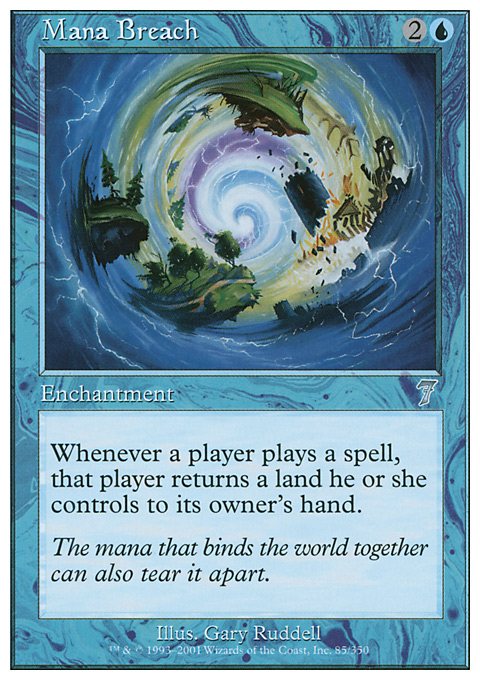 Mana Breach 2
Enchantment 7
Whenever a player plays a spell,
that player returns a land he or she
controls to its owner's hand.
The mana that binds the world together
can also tear it apart.
Illus. Gary Ruddell
™ & © 1993–2001 Wizards of the Coast, Inc. 85/350